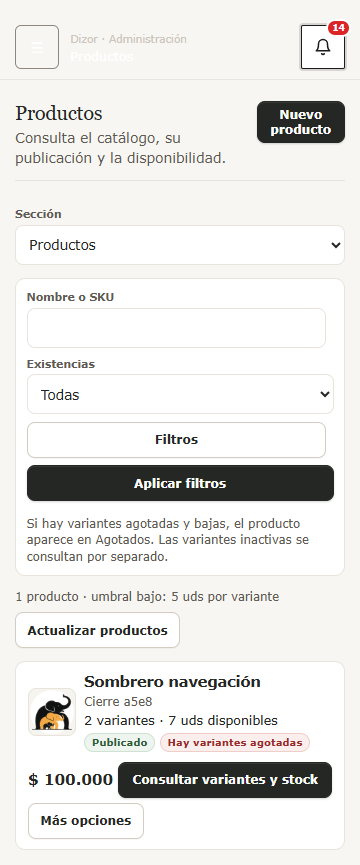 Dizor · Administración
Productos
14
Productos
Consulta el catálogo, su
publicación y la disponibilidad.
Nuevo
producto
Sección
Productos
Nombre o SKU
Existencias
Todas
Filtros
Aplicar filtros
Si hay variantes agotadas y bajas, el producto
aparece en Agotados. Las variantes inactivas se
consultan por separado.
1 producto · umbral bajo: 5 uds por variante
Actualizar productos
Sombrero navegación
Cierre a5e8
2 variantes · 7 uds disponibles
Publicado
Hay variantes agotadas
$ 100.000
Consultar variantes y stock
Más opciones